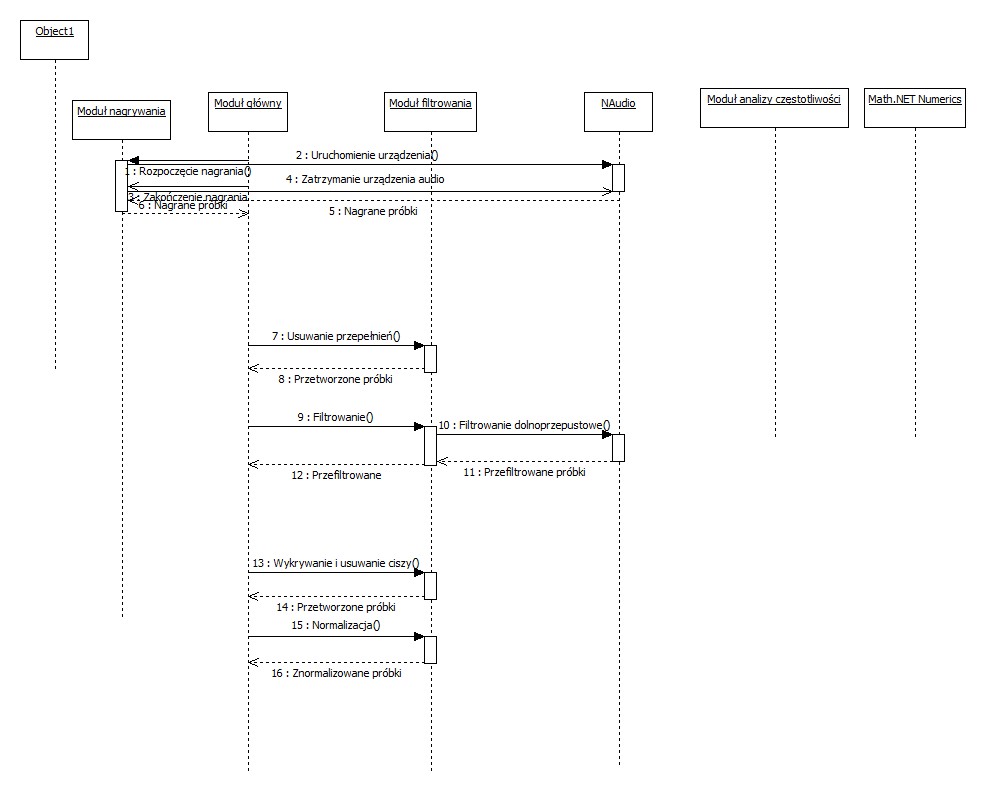 Object1
Moduł nagrywania
Moduł główny
Moduł filtrowania
NAudio
Moduł analizy częstotliwości
Math.NET Numerics
2 : Uruchomienie urządzenia()
1 : Rozpoczęcie nagrania()
4 : Zatrzymanie urządzenia audio
3 : Zakończenie nagrania
6 : Nagrane próbki
5 : Nagrane próbki
7 : Usuwanie przepełnień()
8 : Przetworzone próbki
9 : Filtrowanie()
10 : Filtrowanie dolnoprzepustowe()
11 : Przefiltrowane próbki
12 : Przefiltrowane
13 : Wykrywanie i usuwanie ciszy()
14 : Przetworzone próbki
15 : Normalizacja()
16 : Znormalizowane próbki